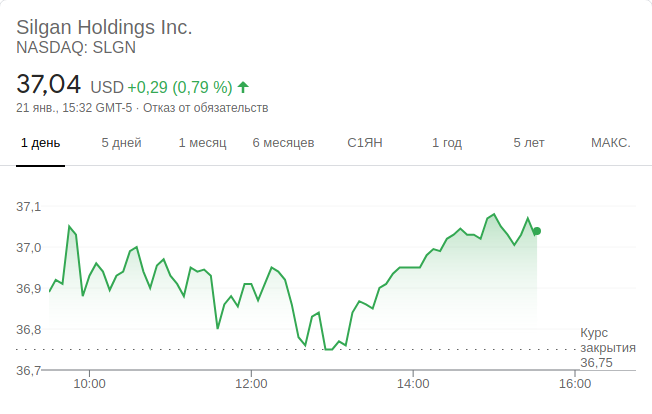 Silgan Holdings Inc.
NASDAQ: SLGN
37,04 USD +0,29 (0,79 %)
21 янв., 15:32 GMT-5 · Отказ от обязательств
1 день 5 дней 1 месяц 6 месяцев С1ЯН 1 год 5 лет МАКС.
37,1
37,0
36,9
36,8
Курс
закрытия
36,75
36,7
10:00 12:00 14:00 16:00